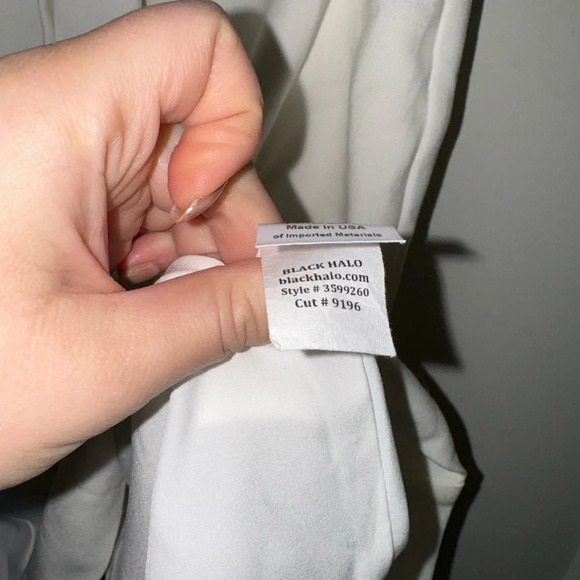 Made in USA
of Imported Materials
BLACK HALO
blackhalo.com
Style # 3599260
Cut # 9196